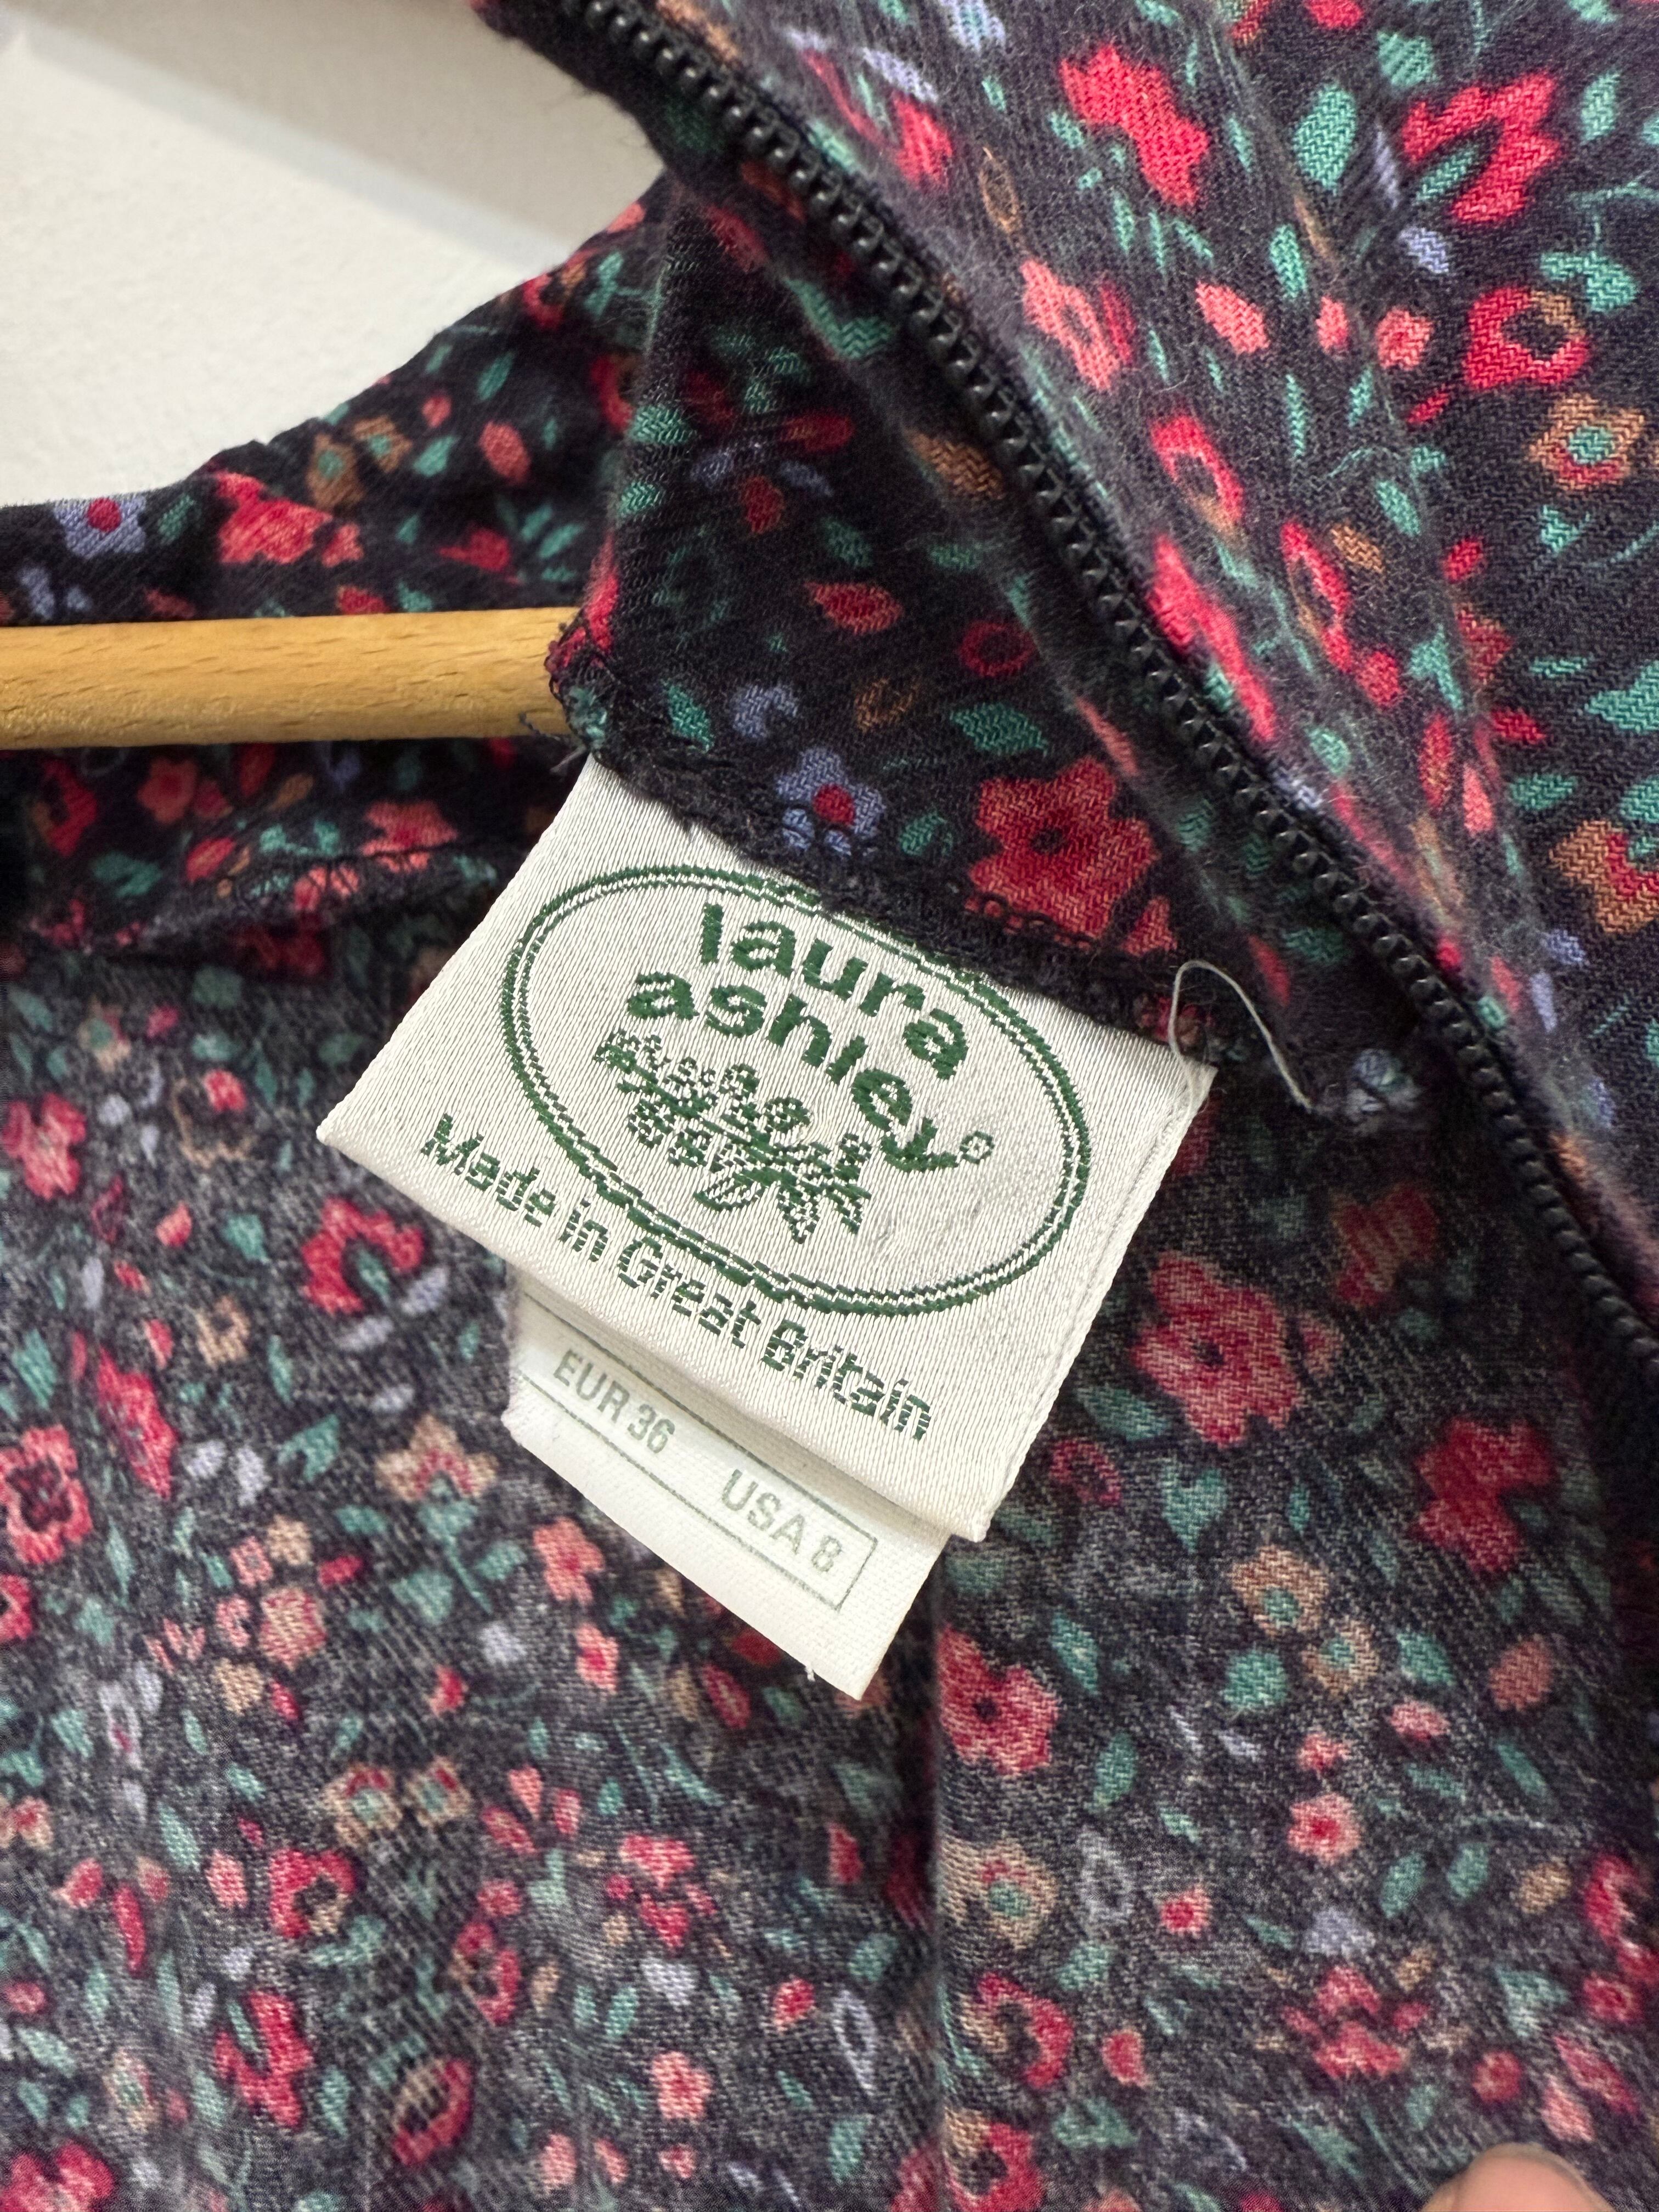 laura
ashley®
Made in Great Britain
EUR 36 USA 8